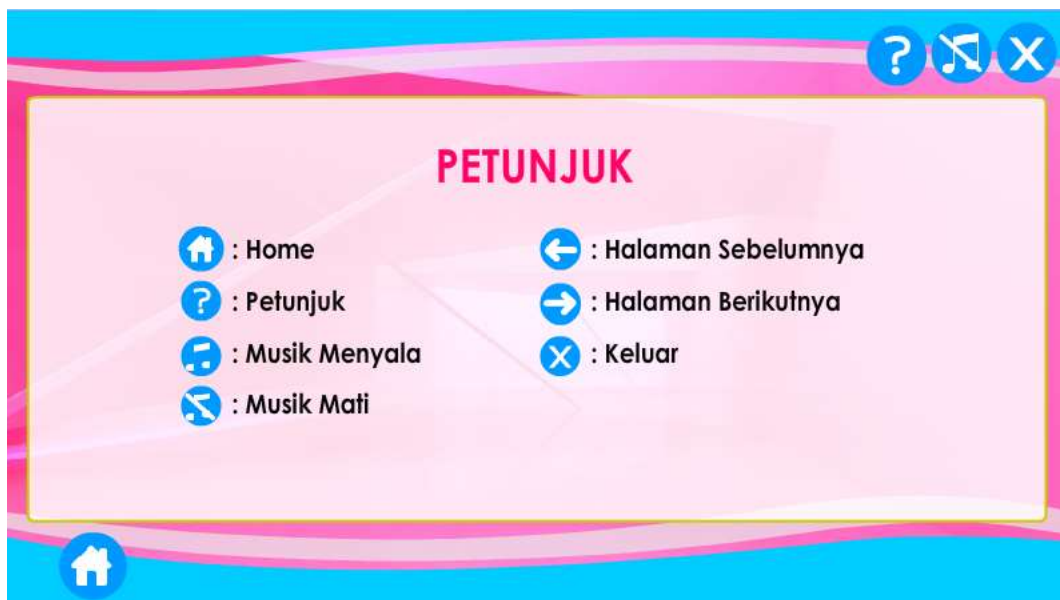 PETUNJUK
: Home
: Petunjuk
: Musik Menyala
: Musik Mati
: Halaman Sebelumnya
: Halaman Berikutnya
: Keluar